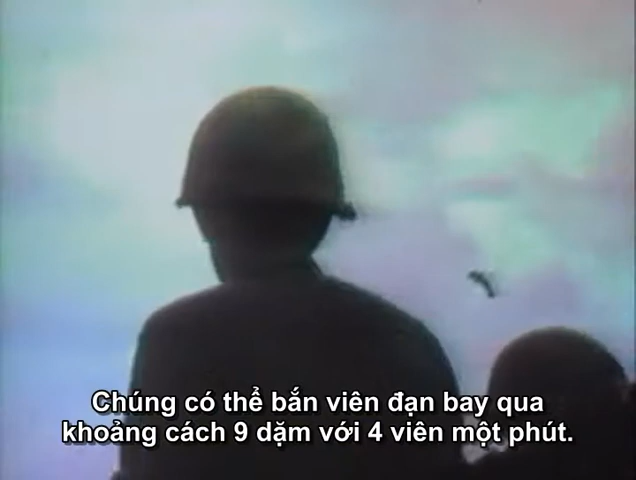 Chúng có thể bắn viên đạn bay qua
khoảng cách 9 dặm với 4 viên một phút.